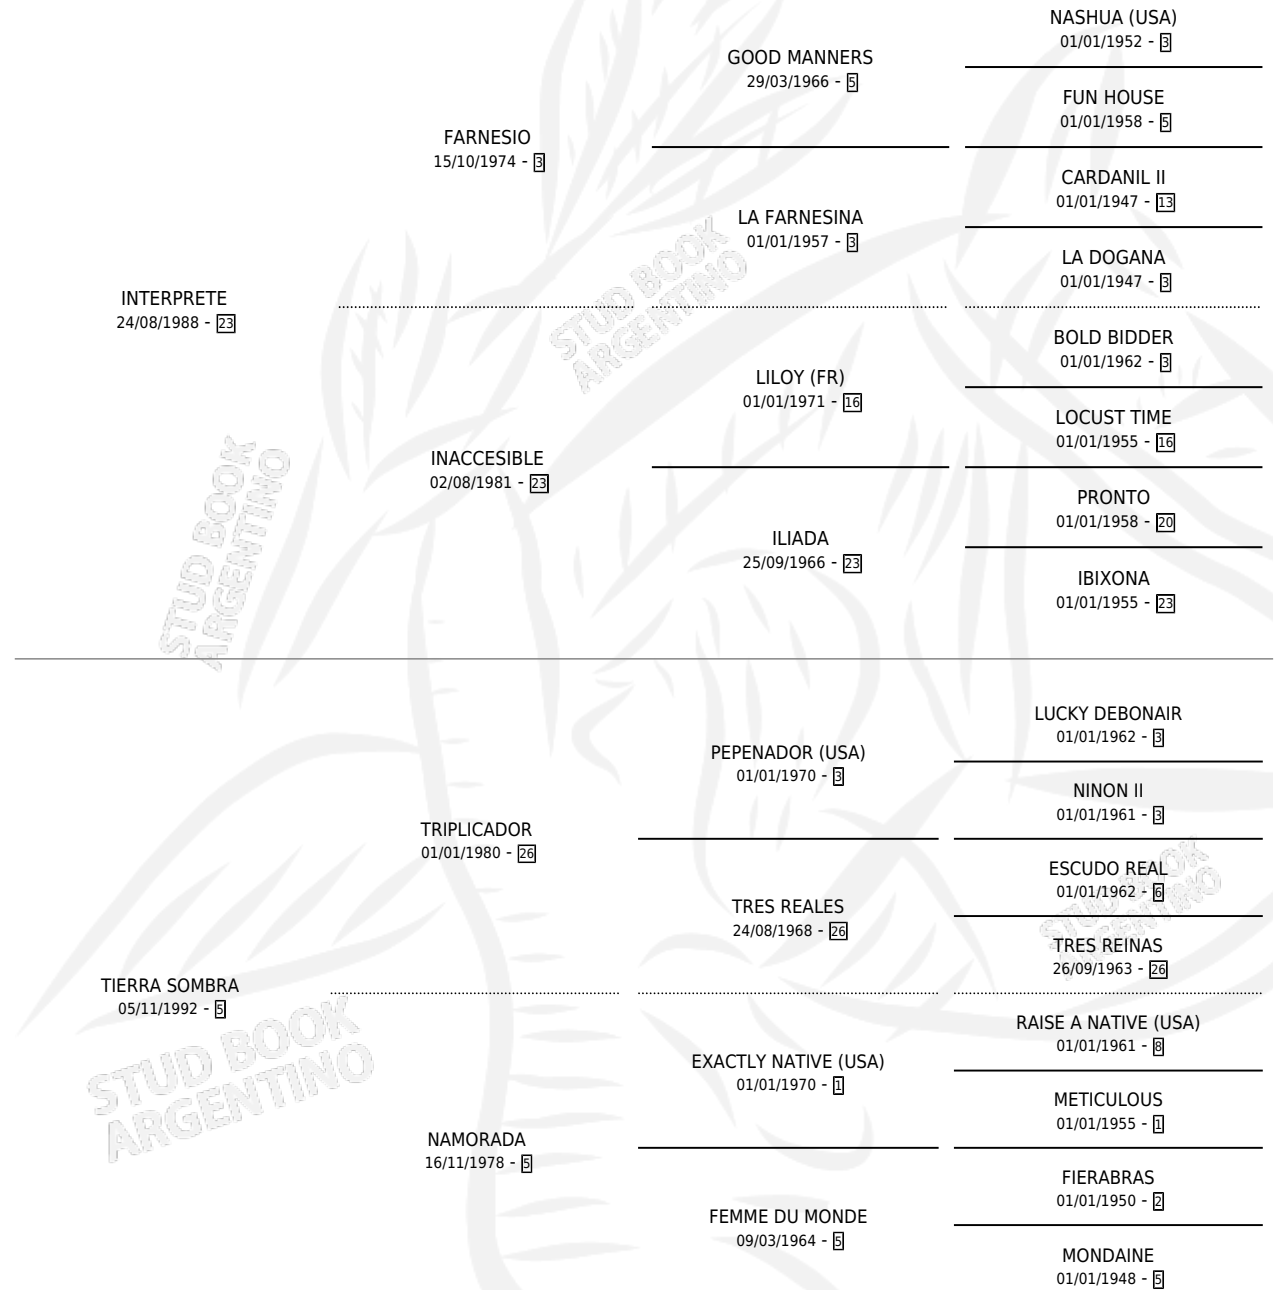 NASHUA (USA)
01/01/1952 - 3
GOOD MANNERS
29/03/1966 - 5
FUN HOUSE
01/01/1958 - 5
FARNESIO
15/10/1974 - 3
CARDANIL II
01/01/1947 - 13
LA FARNESINA
01/01/1957 - 3
LA DOGANA
01/01/1947 - 3
INTERPRETE
24/08/1988 - 23
BOLD BIDDER
01/01/1962 - 3
LILOY (FR)
01/01/1971 - 16
LOCUST TIME
01/01/1955 - 16
INACCESIBLE
02/08/1981 - 23
PRONTO
01/01/1958 - 20
ILIADA
25/09/1966 - 23
IBIXONA
01/01/1955 - 23
STUD BOOK
ARGENTINO
STUD BOOK
ARGENTINO
LUCKY DEBONAIR
01/01/1962 - 3
PEPENADOR (USA)
01/01/1970 - 3
NINON II
01/01/1961 - 3
TRIPLICADOR
01/01/1980 - 26
ESCUDO REAL
01/01/1962 - 6
TRES REALES
24/08/1968 - 26
TRES REINAS
26/09/1963 - 26
TIERRA SOMBRA
05/11/1992 - 5
RAISE A NATIVE (USA)
01/01/1961 - 8
EXACTLY NATIVE (USA)
01/01/1970 - 1
METICULOUS
01/01/1955 - 1
NAMORADA
16/11/1978 - 5
FIERABRAS
01/01/1950 - 2
FEMME DU MONDE
09/03/1964 - 5
MONDAINE
01/01/1948 - 5
STUD BOOK
ARGENTINO
STUD BOOK
ARGENTINO